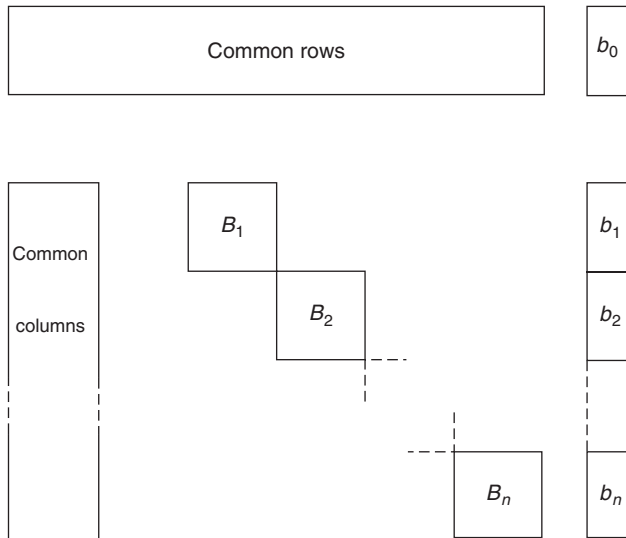 Common rows
b₀
B₁
b₁
Common
columns
B₂
b₂
Bₙ
bₙ